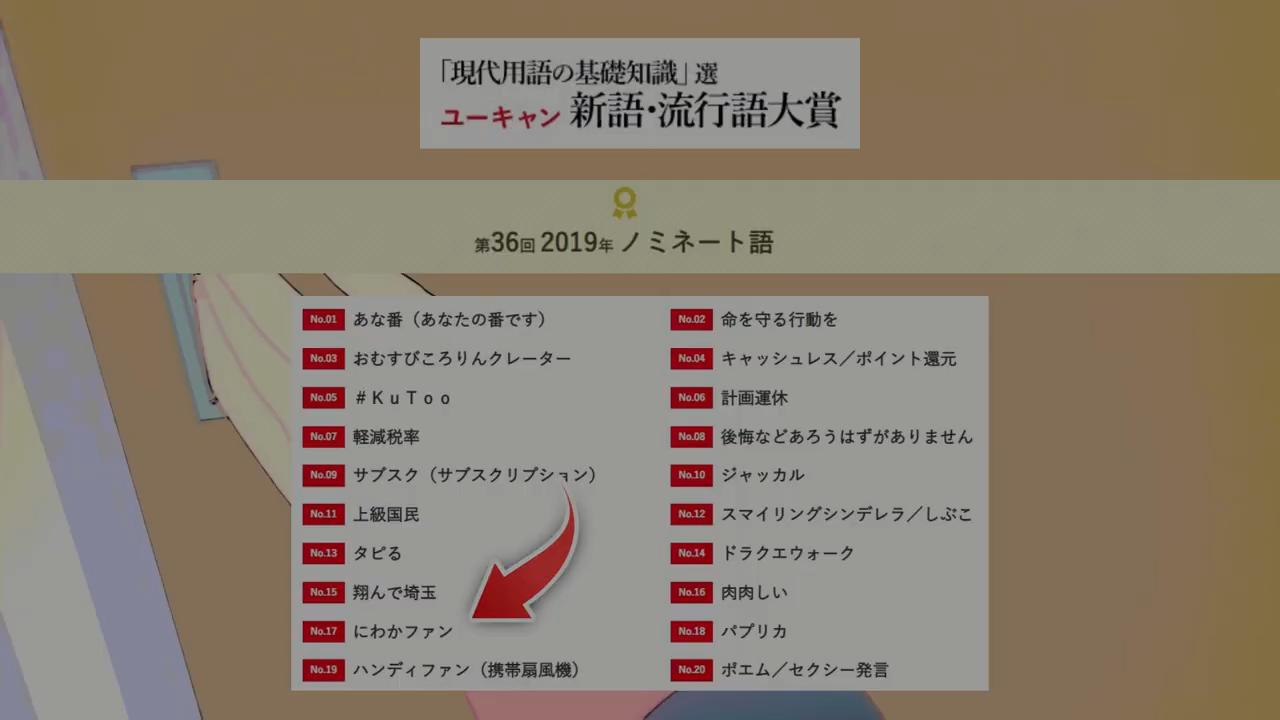 「現代用語の基礎知識」選
ユーキャン 新語・流行語大賞
第36回 2019年 ノミネート語
No.01 あな番（あなたの番です）
No.02 命を守る行動を
No.03 おむすびころりんクレーター
No.04 キャッシュレス／ポイント還元
No.05 ＃ＫｕＴｏｏ
No.06 計画運休
No.07 軽減税率
No.08 後悔などあろうはずがありません
No.09 サブスク（サブスクリプション）
No.10 ジャッカル
No.11 上級国民
No.12 スマイリングシンデレラ／しぶこ
No.13 タピる
No.14 ドラクエウォーク
No.15 翔んで埼玉
No.16 肉肉しい
No.17 にわかファン
No.18 パプリカ
No.19 ハンディファン（携帯扇風機）
No.20 ポエム／セクシー発言